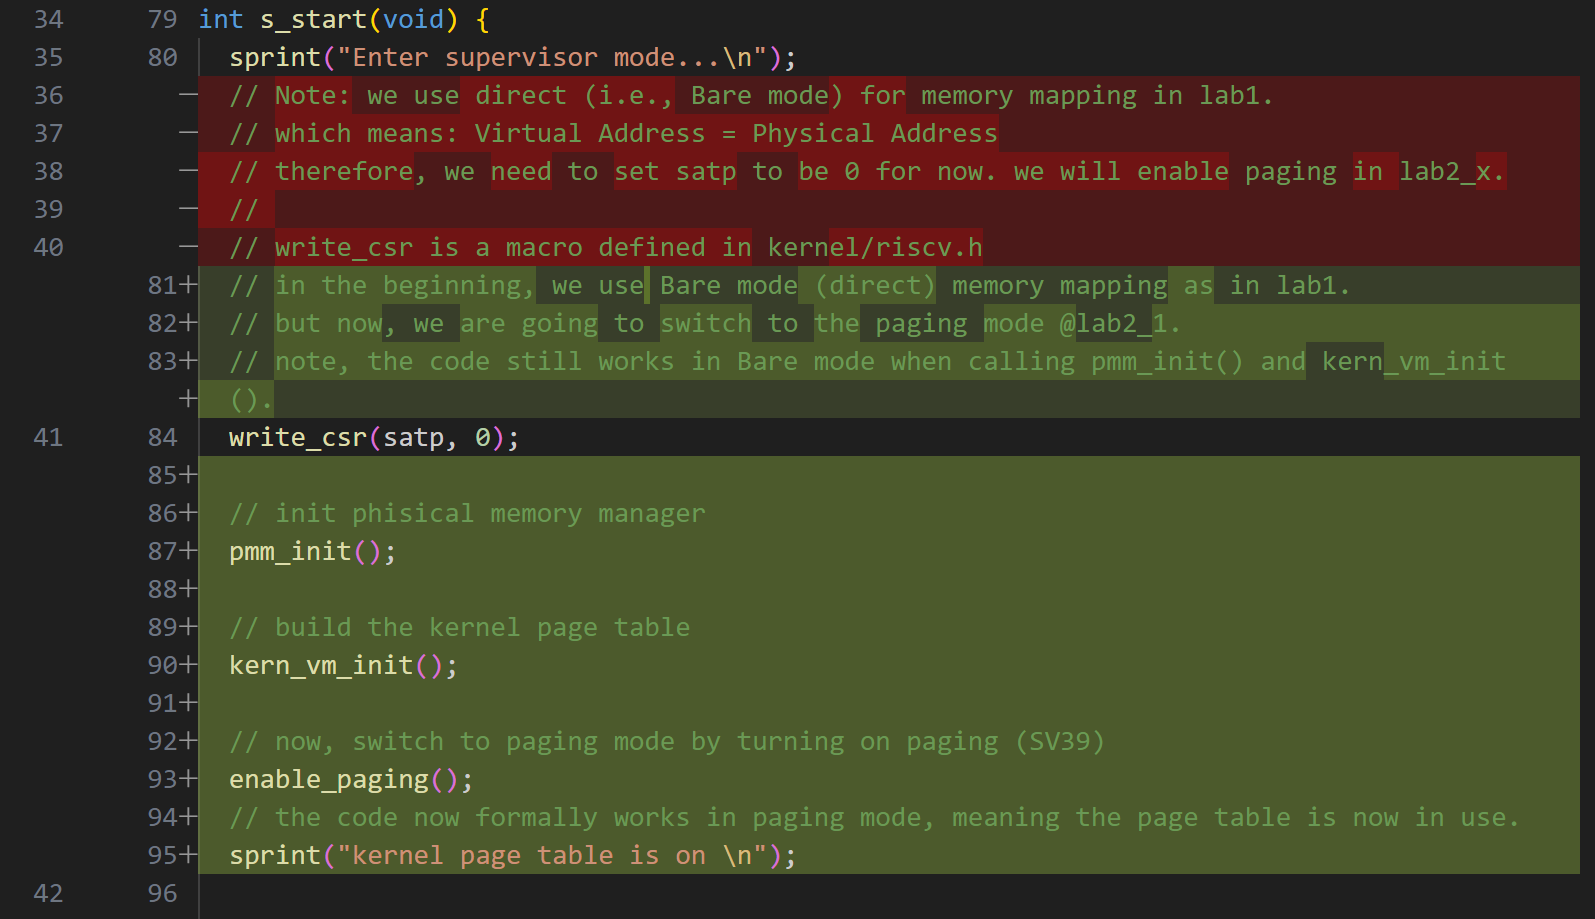 34 79 int s_start(void) {
35 80 sprint("Enter supervisor mode...\n");
36 — // Note: we use direct (i.e., Bare mode) for memory mapping in lab1.
37 — // which means: Virtual Address = Physical Address
38 — // therefore, we need to set satp to be 0 for now. we will enable paging in lab2_x.
39 — //
40 — // write_csr is a macro defined in kernel/riscv.h
81+ // in the beginning, we use Bare mode (direct) memory mapping as in lab1.
82+ // but now, we are going to switch to the paging mode @lab2_1.
83+ // note, the code still works in Bare mode when calling pmm_init() and kern_vm_init
+ ().
41 84 write_csr(satp, 0);
85+
86+ // init phisical memory manager
87+ pmm_init();
88+
89+ // build the kernel page table
90+ kern_vm_init();
91+
92+ // now, switch to paging mode by turning on paging (SV39)
93+ enable_paging();
94+ // the code now formally works in paging mode, meaning the page table is now in use.
95+ sprint("kernel page table is on \n");
42 96